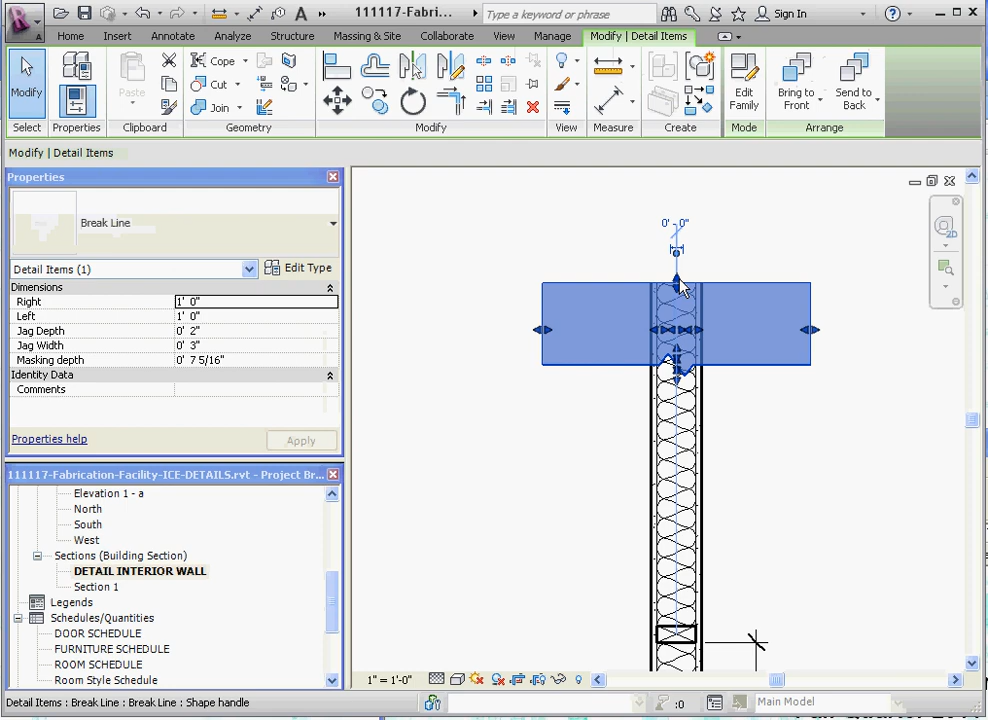 111117-Fabri...
Type a keyword or phrase
Sign In
Home Insert Annotate Analyze Structure Massing & Site Collaborate View Manage Modify | Detail Items
Modify
Properties
Paste
Cope
Cut
Join
Edit
Family
Bring to
Front
Send to
Back
Select Properties Clipboard Geometry Modify View Measure Create Mode Arrange
Modify | Detail Items
Properties
Break Line
Detail Items (1)
Edit Type
Dimensions
Right 1' 0"
Left 1' 0"
Jag Depth 0' 2"
Jag Width 0' 3"
Masking depth 0' 7 5/16"
Identity Data
Comments
Properties help
Apply
111117-Fabrication-Facility-ICE-DETAILS.rvt - Project Br...
Elevation 1 - a
North
South
West
Sections (Building Section)
DETAIL INTERIOR WALL
Section 1
Legends
Schedules/Quantities
DOOR SCHEDULE
FURNITURE SCHEDULE
ROOM SCHEDULE
Room Style Schedule
0' - 0"
2D
1" = 1'-0"
Detail Items : Break Line : Break Line : Shape handle
:0
Main Model